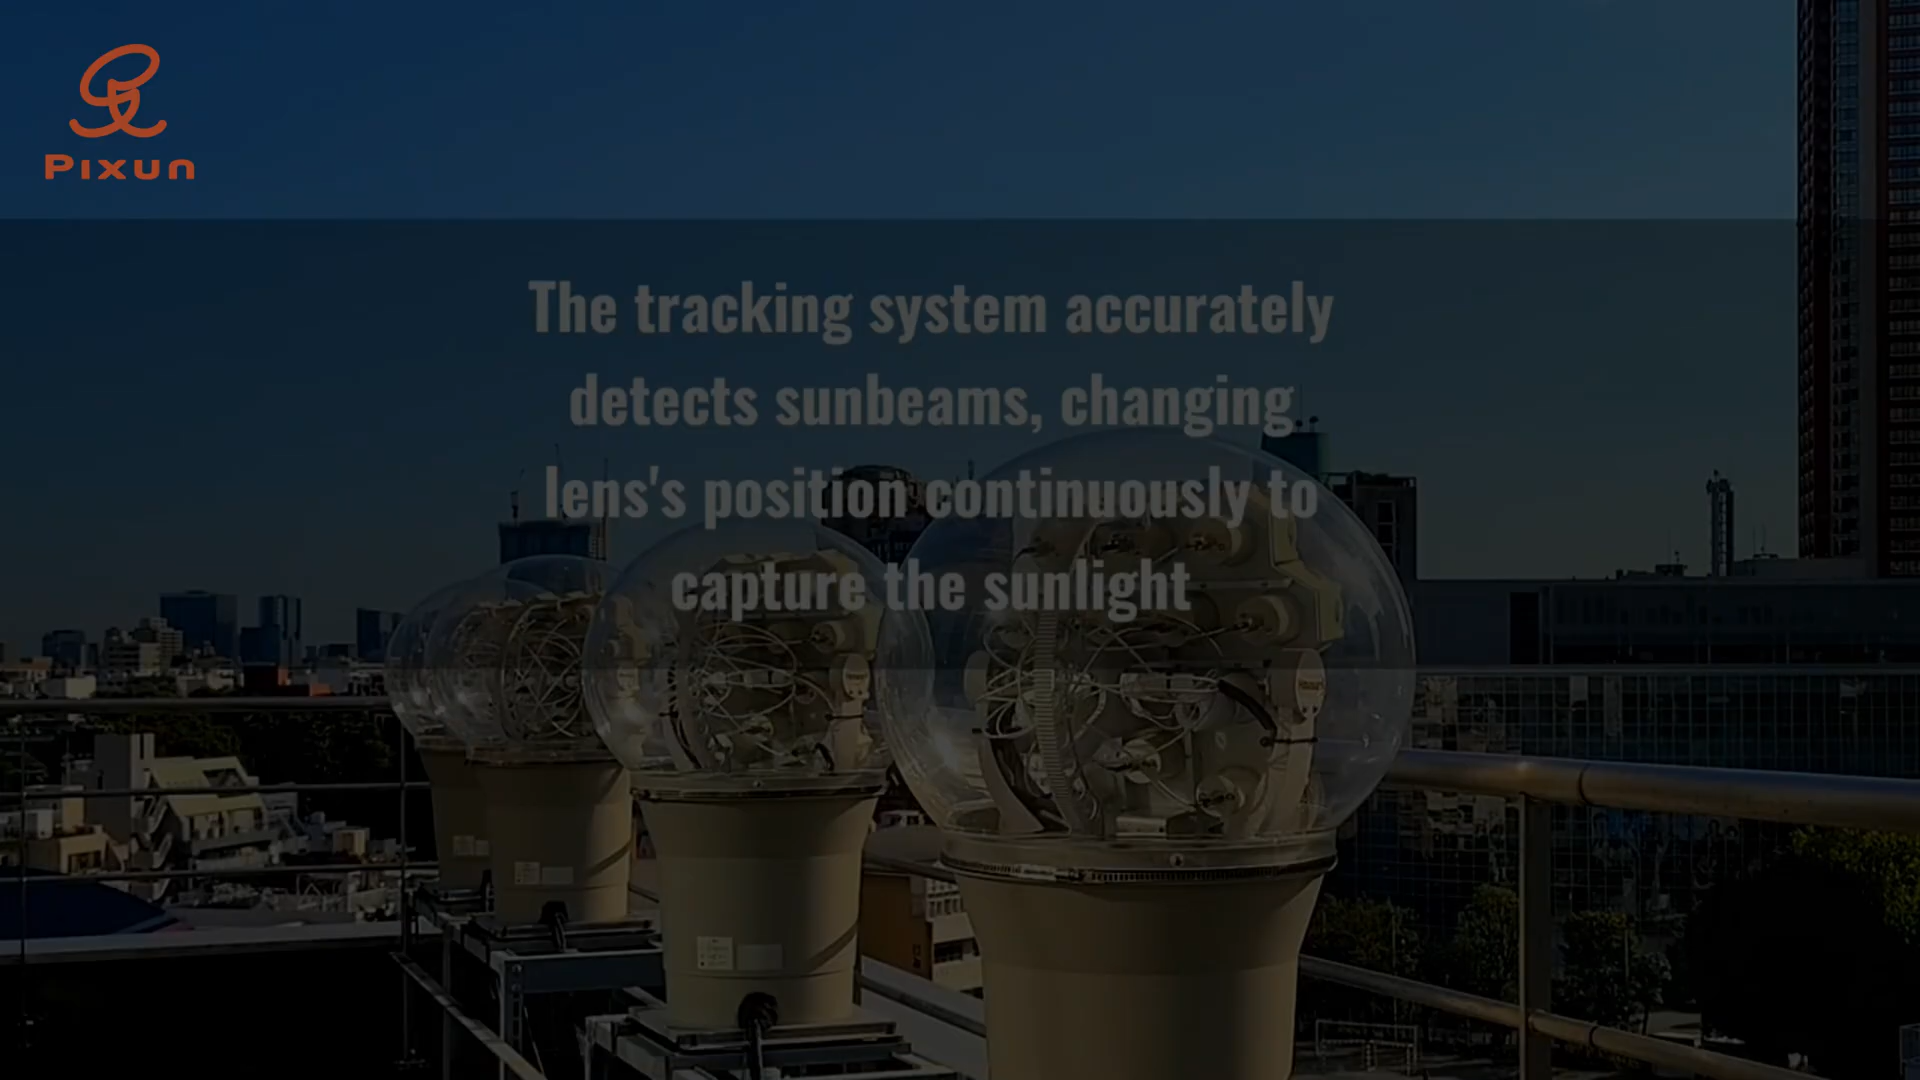 Pixun
The tracking system accurately
detects sunbeams, changing
lens's position continuously to
capture the sunlight